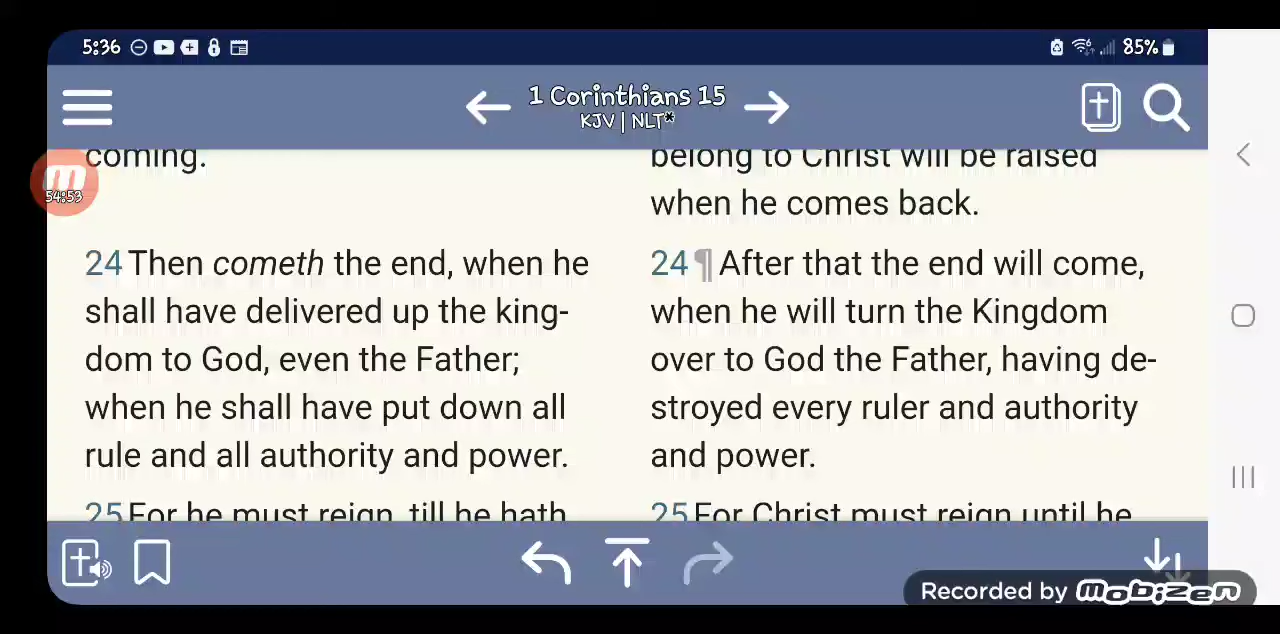 5:36
85%
1 Corinthians 15
KJV | NLT*
54:53
coming.
24 Then cometh the end, when he
shall have delivered up the king-
dom to God, even the Father;
when he shall have put down all
rule and all authority and power.
25 For he must reign, till he hath
belong to Christ will be raised
when he comes back.
24 ¶ After that the end will come,
when he will turn the Kingdom
over to God the Father, having de-
stroyed every ruler and authority
and power.
25 For Christ must reign until he
Recorded by Mobizen